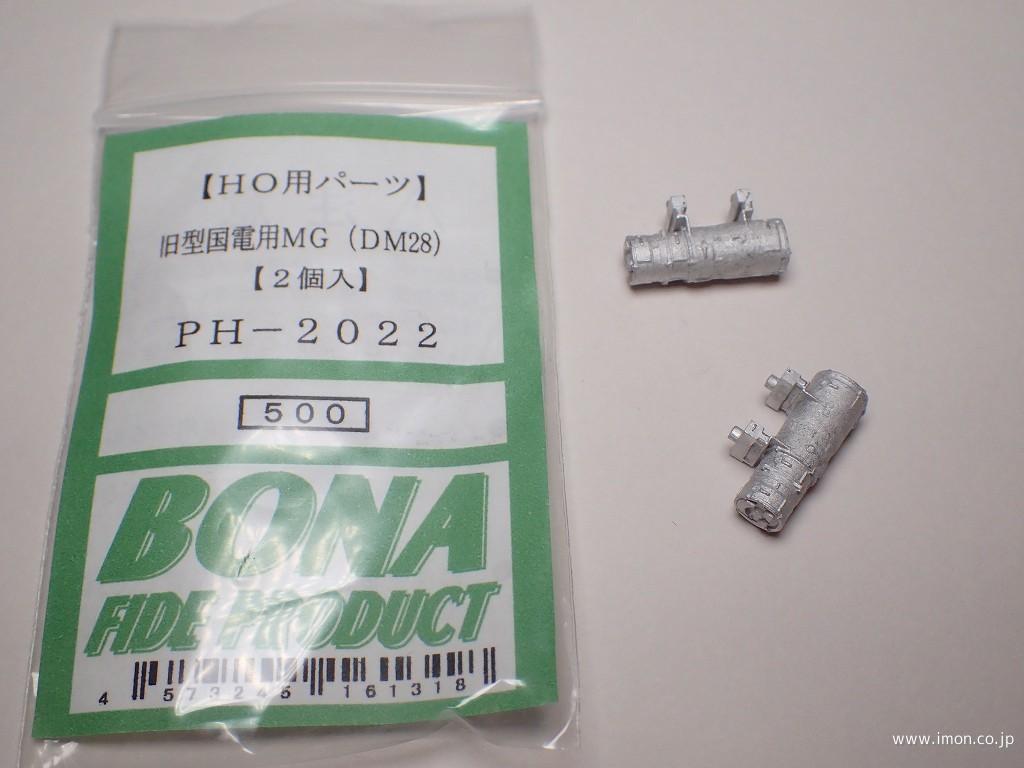 【ＨＯ用パーツ】
旧型国電用ＭＧ（ＤＭ28）
【２個入】
ＰＨ－２０２２
５００
BONA
FIDE PRODUCT
4 573245 161318
www.imon.co.jp